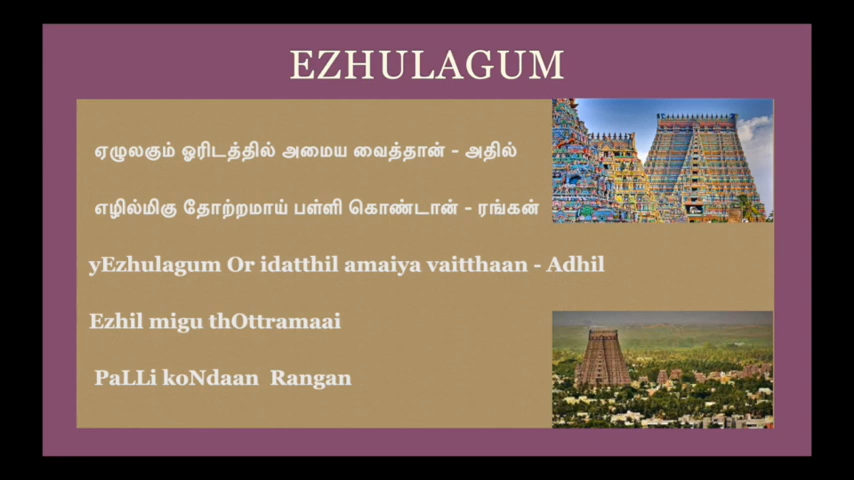 EZHULAGUM
ஏழுலகும் ஓரிடத்தில் அமைய வைத்தான் - அதில்
எழில்மிகு தோற்றமாய் பள்ளி கொண்டான் - ரங்கன்
yEzhulagum Or idatthil amaiya vaitthaan - Adhil
Ezhil migu thOttramaai
PaLLi koNdaan Rangan